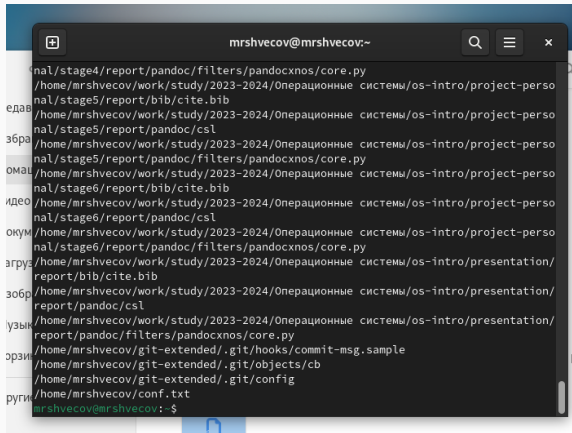 mrshvecov@mrshvecov:~
nal/stage4/report/pandoc/filters/pandocxnos/core.py
/home/mrshvecov/work/study/2023-2024/Операционные системы/os-intro/project-perso
nal/stage5/report/bib/cite.bib
/home/mrshvecov/work/study/2023-2024/Операционные системы/os-intro/project-perso
nal/stage5/report/pandoc/csl
/home/mrshvecov/work/study/2023-2024/Операционные системы/os-intro/project-perso
nal/stage5/report/pandoc/filters/pandocxnos/core.py
/home/mrshvecov/work/study/2023-2024/Операционные системы/os-intro/project-perso
nal/stage6/report/bib/cite.bib
/home/mrshvecov/work/study/2023-2024/Операционные системы/os-intro/project-perso
nal/stage6/report/pandoc/csl
/home/mrshvecov/work/study/2023-2024/Операционные системы/os-intro/project-perso
nal/stage6/report/pandoc/filters/pandocxnos/core.py
/home/mrshvecov/work/study/2023-2024/Операционные системы/os-intro/presentation/
report/bib/cite.bib
/home/mrshvecov/work/study/2023-2024/Операционные системы/os-intro/presentation/
report/pandoc/csl
/home/mrshvecov/work/study/2023-2024/Операционные системы/os-intro/presentation/
report/pandoc/filters/pandocxnos/core.py
/home/mrshvecov/git-extended/.git/hooks/commit-msg.sample
/home/mrshvecov/git-extended/.git/objects/cb
/home/mrshvecov/git-extended/.git/config
/home/mrshvecov/conf.txt
mrshvecov@mrshvecov:~$